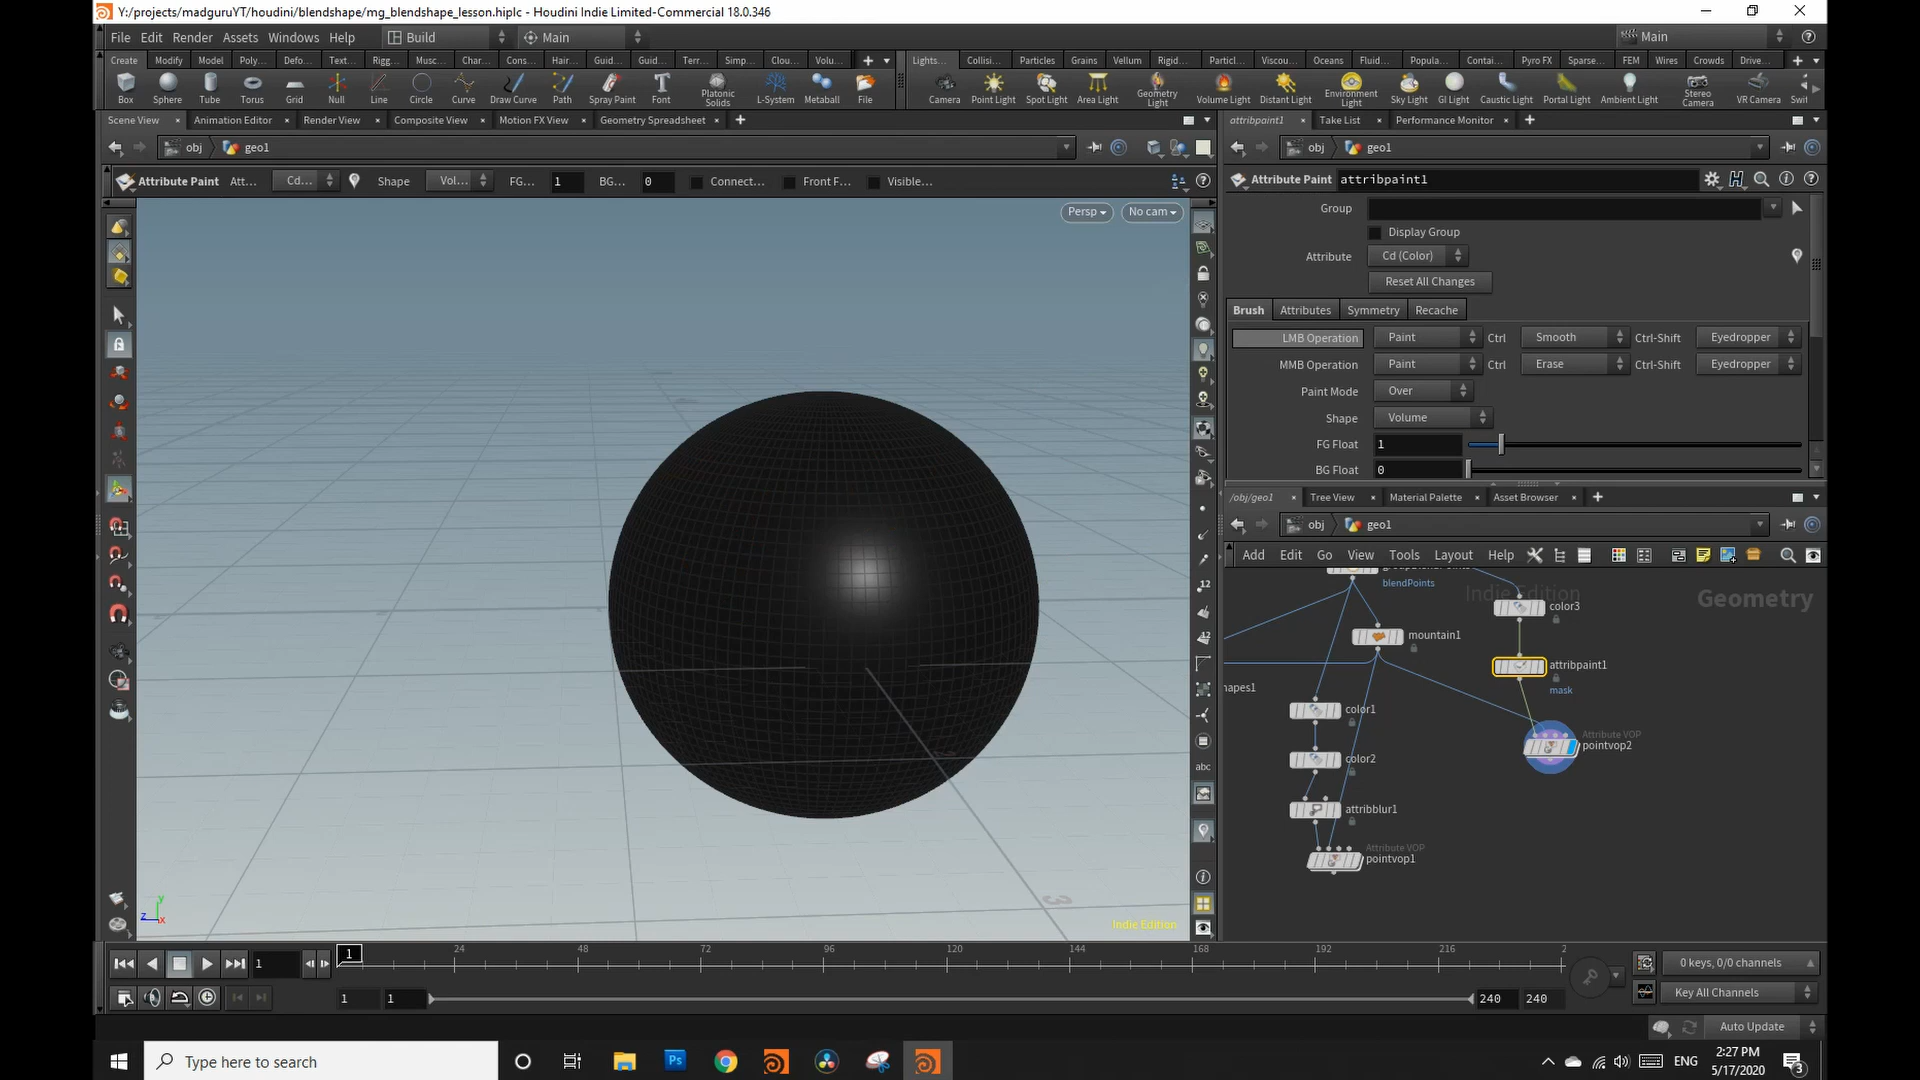 Y:/projects/madguruYT/houdini/blendshape/mg_blendshape_lesson.hiplc - Houdini Indie Limited-Commercial 18.0.346
File Edit Render Assets Windows Help Build Main Main
Create Modify Model Poly... Defo... Text... Rigg... Musc... Char... Cons... Hair... Guid... Guid... Terr... Simp... Clou... Volu... Lights... Collisi... Particles Grains Vellum Rigid... Particl... Viscou... Oceans Fluid... Popula... Contai... Pyro FX Sparse... FEM Wires Crowds Drive...
Box Sphere Tube Torus Grid Null Line Circle Curve Draw Curve Path Spray Paint Font Platonic Solids L-System Metaball File Camera Point Light Spot Light Area Light Geometry Light Volume Light Distant Light Environment Light Sky Light GI Light Caustic Light Portal Light Ambient Light Stereo Camera VR Camera Swit
Scene View Animation Editor Render View Composite View Motion FX View Geometry Spreadsheet attribpaint1 Take List Performance Monitor
obj geo1 obj geo1
Attribute Paint Att... Cd... Shape Vol... FG... 1 BG... 0 Connect... Front F... Visible...
Attribute Paint attribpaint1
Persp No cam
Group
Display Group
Attribute Cd (Color)
Reset All Changes
Brush Attributes Symmetry Recache
LMB Operation Paint Ctrl Smooth Ctrl-Shift Eyedropper
MMB Operation Paint Ctrl Erase Ctrl-Shift Eyedropper
Paint Mode Over
Shape Volume
FG Float 1
BG Float 0
/obj/geo1 Tree View Material Palette Asset Browser
obj geo1
Add Edit Go View Tools Layout Help
blendPoints
Indie Edition
Geometry
color3
mountain1
attribpaint1
mask
hapes1
color1
Attribute VOP
pointvop2
color2
attribblur1
Attribute VOP
pointvop1
12
12
abc
3
y
z x
Indie Edition
1 1 24 48 72 96 120 144 168 192 216 2
0 keys, 0/0 channels
1 1 240 240
Key All Channels
Auto Update
Type here to search
Ps
ENG
2:27 PM
5/17/2020
3